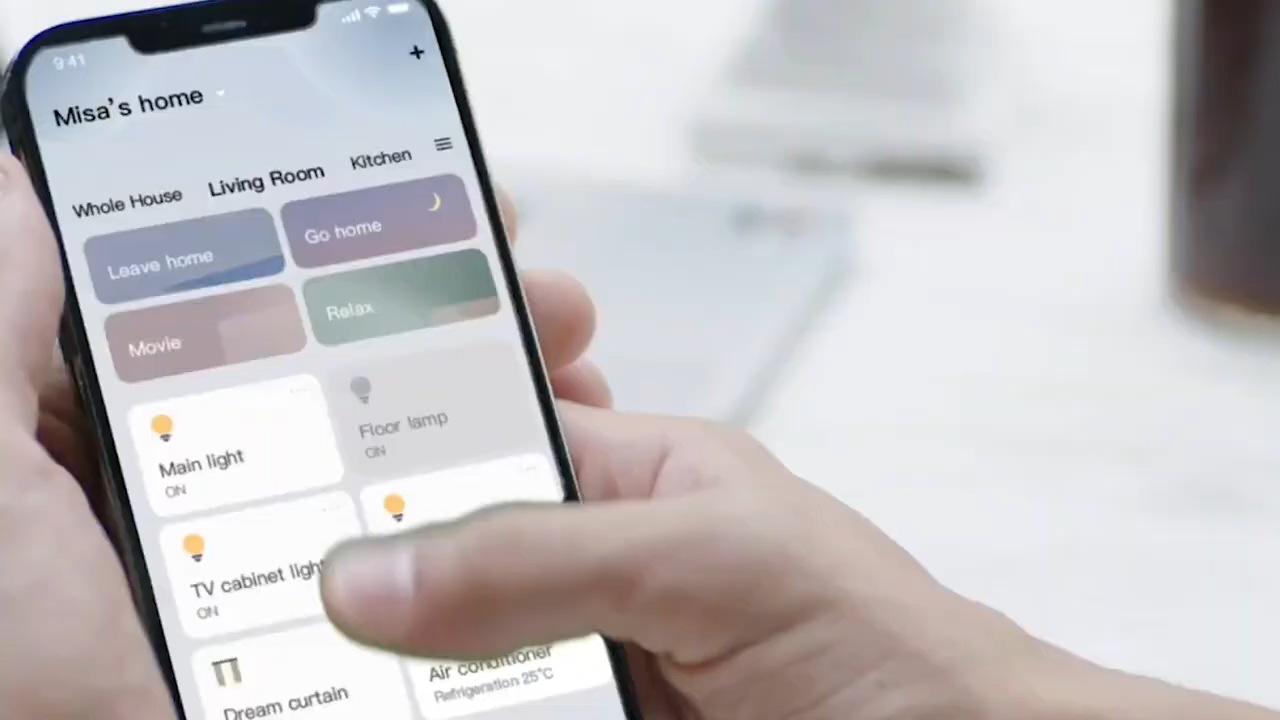 9:41
+
Misa's home
Whole House Living Room Kitchen
Leave home Go home
Movie Relax
Main light
ON
Floor lamp
ON
TV cabinet light
ON
Dream curtain
Air conditioner
Refrigeration 25°C